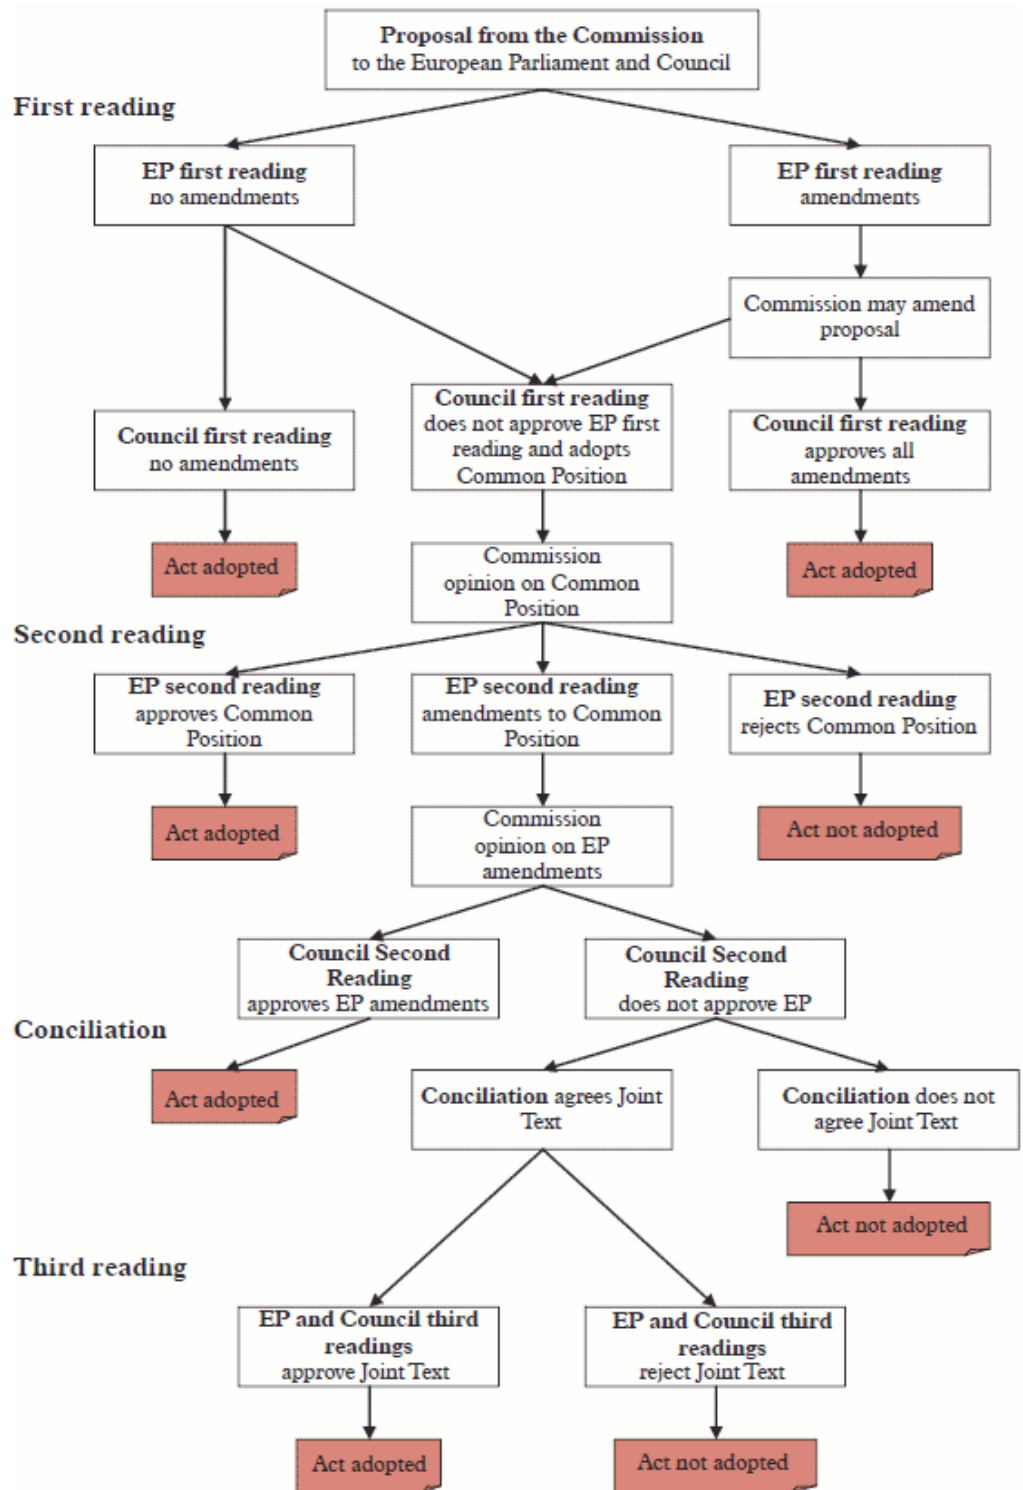 Proposal from the Commission
to the European Parliament and Council
First reading
EP first reading
no amendments
EP first reading
amendments
Commission may amend
proposal
Council first reading
no amendments
Council first reading
does not approve EP first
reading and adopts
Common Position
Council first reading
approves all
amendments
Act adopted
Commission
opinion on Common
Position
Act adopted
Second reading
EP second reading
approves Common
Position
EP second reading
amendments to Common
Position
EP second reading
rejects Common Position
Act adopted
Commission
opinion on EP
amendments
Act not adopted
Council Second
Reading
approves EP amendments
Council Second
Reading
does not approve EP
Conciliation
Act adopted
Conciliation agrees Joint
Text
Conciliation does not
agree Joint Text
Act not adopted
Third reading
EP and Council third
readings
approve Joint Text
EP and Council third
readings
reject Joint Text
Act adopted
Act not adopted